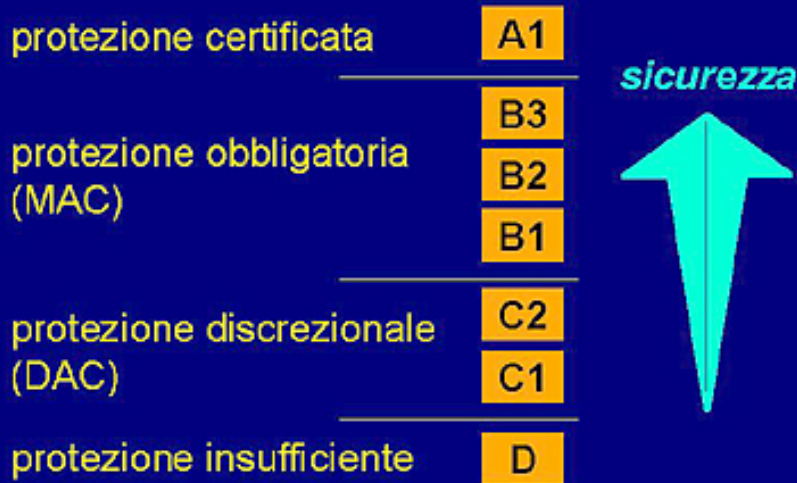 protezione certificata A1
sicurezza
B3
protezione obbligatoria
(MAC)
B2
B1
protezione discrezionale
(DAC)
C2
C1
protezione insufficiente D